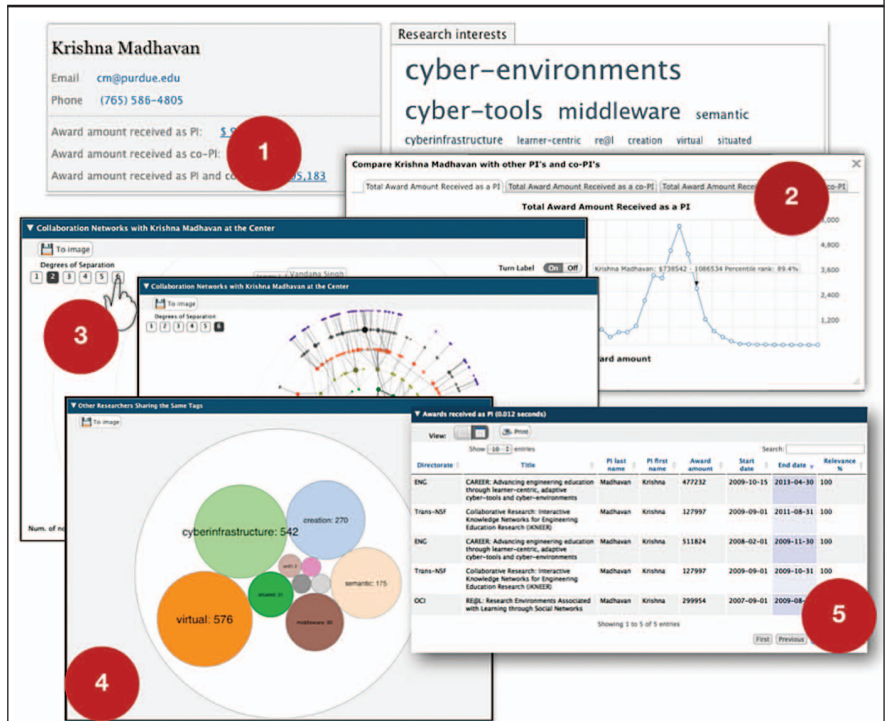 Krishna Madhavan
Email cm@purdue.edu
Phone (765) 586-4805
Award amount received as PI: $
Award amount received as co-PI:
Award amount received as PI and
5,183
1
Research interests
cyber-environments
cyber-tools middleware semantic
cyberinfrastructure learner-centric re@l creation virtual situated
Compare Krishna Madhavan with other PI's and co-PI's
Total Award Amount Received as a PI Total Award Amount Received as a co-PI Total Award Amount co-PI
2
Total Award Amount Received as a PI
,000
4,800
3,600
2,400
1,200
Krishna Madhavan: $738542 - 1086534 Percentile rank: 89.4%
ard amount
Collaboration Networks with Krishna Madhavan at the Center
To image
Degrees of Separation
1 2 3 4 5 6
Vandana Singh
Turn Label On Off
3
Collaboration Networks with Krishna Madhavan at the Center
To image
Degrees of Separation
1 2 3 4 5 6
Num. of no
Other Researchers Sharing the Same Tags
To image
cyberinfrastructure: 542
creation: 270
semantic: 175
virtual: 576
4
Awards received as PI (0.012 seconds)
View: Print
Show 10 entries Search:
Directorate Title PI last name PI first name Award amount Start date End date Relevance %
ENG CAREER: Advancing engineering education Madhavan Krishna 477232 2009-10-15 2013-04-30 100
through learner-centric, adaptive
cyber-tools and cyber-environments
Trans-NSF Collaborative Research: Interactive Madhavan Krishna 127997 2009-09-01 2011-08-31 100
Knowledge Networks for Engineering
Education Research (iKNEER)
ENG CAREER: Advancing engineering education Madhavan Krishna 511824 2008-02-01 2009-11-30 100
through learner-centric, adaptive
cyber-tools and cyber-environments
Trans-NSF Collaborative Research: Interactive Madhavan Krishna 127997 2009-09-01 2009-10-31 100
Knowledge Networks for Engineering
Education Research (iKNEER)
OCI RE@L: Research Environments Associated Madhavan Krishna 299954 2007-09-01 2009-08-
with Learning through Social Networks
Showing 1 to 5 of 5 entries
First Previous
5